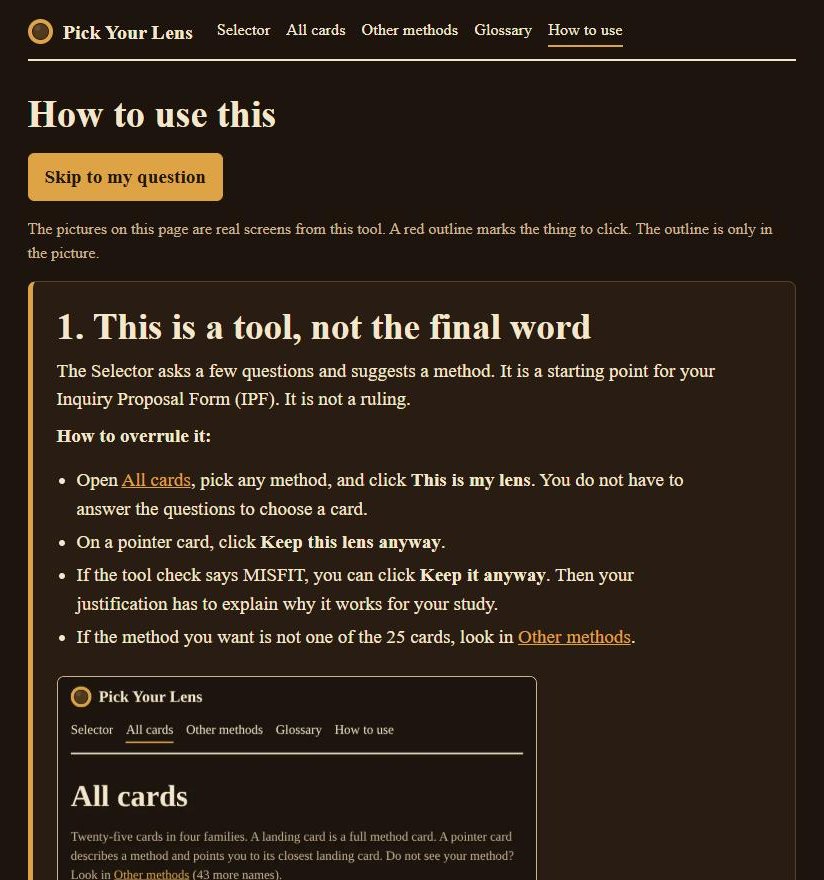 Pick Your Lens Selector All cards Other methods Glossary How to use
How to use this
Skip to my question
The pictures on this page are real screens from this tool. A red outline marks the thing to click. The outline is only in
the picture.
1. This is a tool, not the final word
The Selector asks a few questions and suggests a method. It is a starting point for your
Inquiry Proposal Form (IPF). It is not a ruling.
How to overrule it:
• Open All cards, pick any method, and click This is my lens. You do not have to
answer the questions to choose a card.
• On a pointer card, click Keep this lens anyway.
• If the tool check says MISFIT, you can click Keep it anyway. Then your
justification has to explain why it works for your study.
• If the method you want is not one of the 25 cards, look in Other methods.
Pick Your Lens
Selector All cards Other methods Glossary How to use
All cards
Twenty-five cards in four families. A landing card is a full method card. A pointer card
describes a method and points you to its closest landing card. Do not see your method?
Look in Other methods (43 more names).